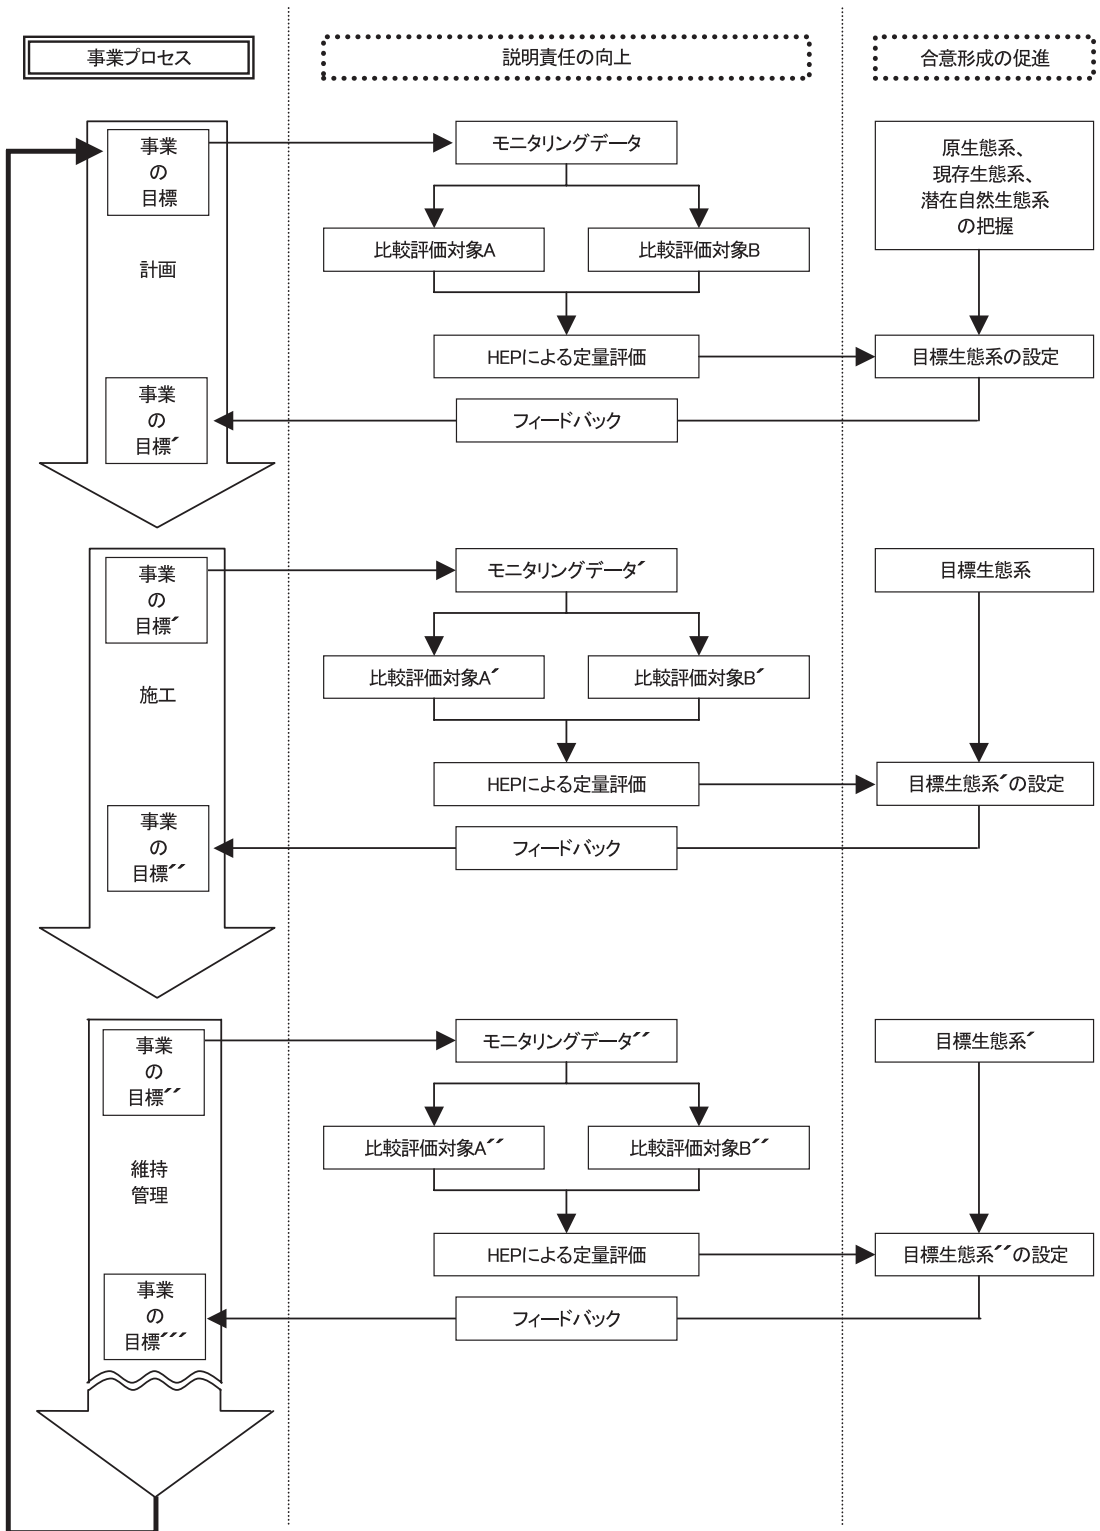 事業プロセス
説明責任の向上
合意形成の促進
事業
の
目標
計画
モニタリングデータ
比較評価対象A
比較評価対象B
HEPによる定量評価
原生態系、
現存生態系、
潜在自然生態系
の把握
目標生態系の設定
フィードバック
事業
の
目標´
事業
の
目標´
施工
モニタリングデータ´
比較評価対象A´
比較評価対象B´
HEPによる定量評価
目標生態系
目標生態系´の設定
フィードバック
事業
の
目標´´
事業
の
目標´´
維持
管理
モニタリングデータ´´
比較評価対象A´´
比較評価対象B´´
HEPによる定量評価
目標生態系´
目標生態系´´の設定
フィードバック
事業
の
目標´´´